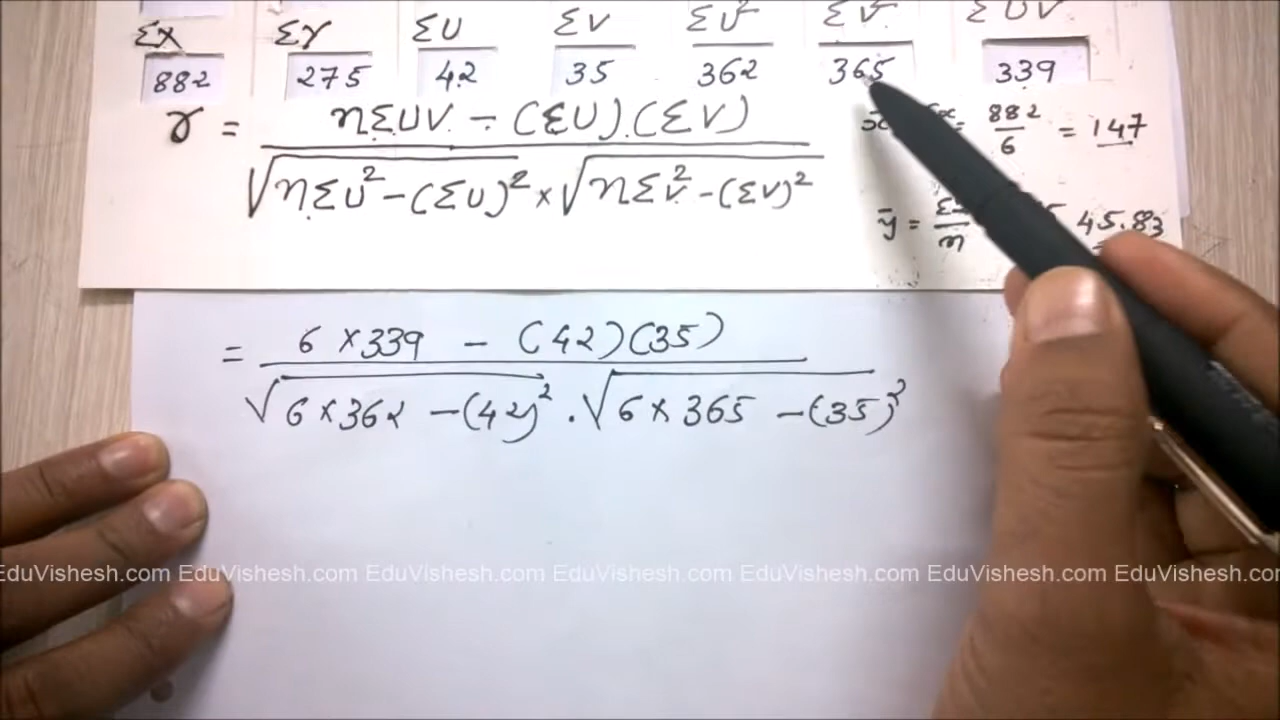 ΣX ΣY ΣU ΣV ΣU² ΣV² ΣUV
882 275 42 35 362 365 339
r = nΣUV - (ΣU).(ΣV)
√nΣU² - (ΣU)² × √nΣV² - (ΣV)²
882
6
= 147
ȳ =
n
45.83
= 6 × 339 - (42)(35)
√6 × 362 - (42)² . √6 × 365 - (35)²
EduVishesh.com EduVishesh.com EduVishesh.com EduVishesh.com EduVishesh.com EduVishesh.com EduVishesh.com